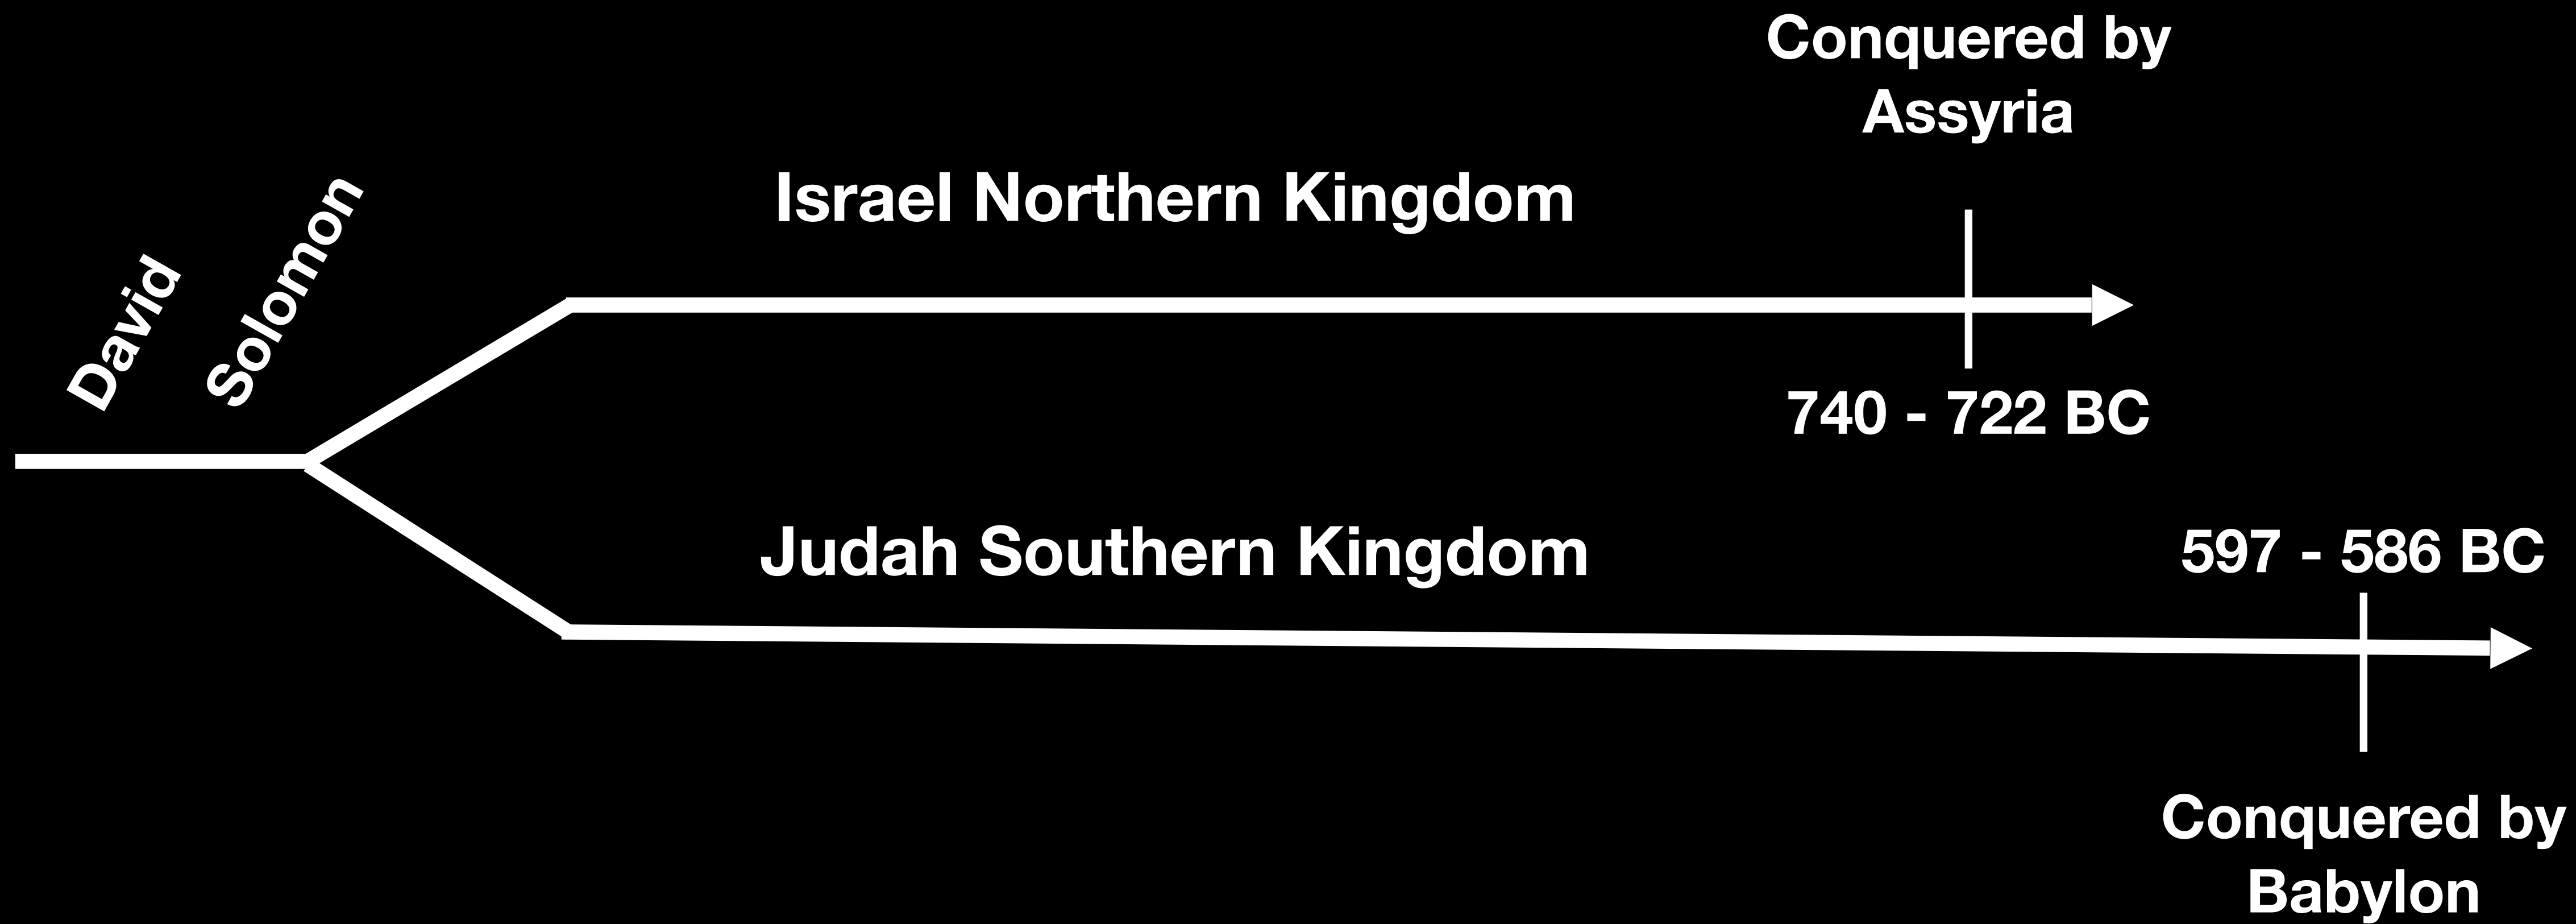 David
Solomon
Israel Northern Kingdom
Conquered by
Assyria
740 - 722 BC
Judah Southern Kingdom
597 - 586 BC
Conquered by
Babylon